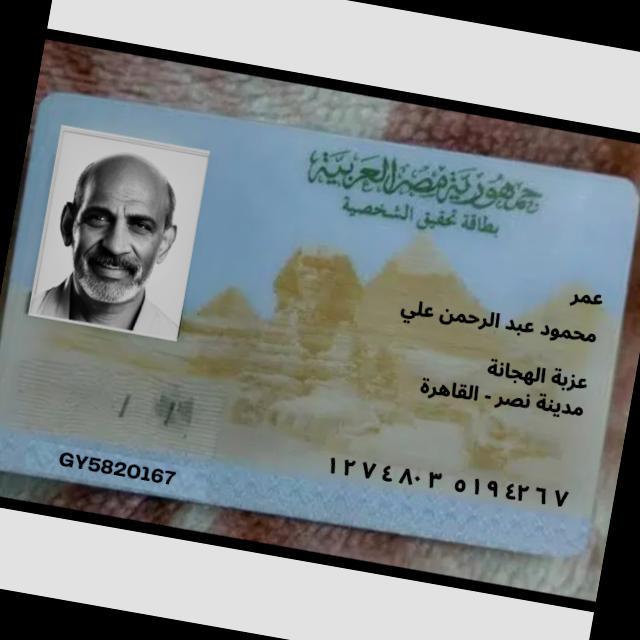 جمهورية مصر العربية
بطاقة تحقيق الشخصية
عمر
محمود عبد الرحمن علي
عزبة الهجانة
مدينة نصر - القاهرة
١٢٧٤٨٠٣ ٥١٩٤٢٦٧
GY5820167